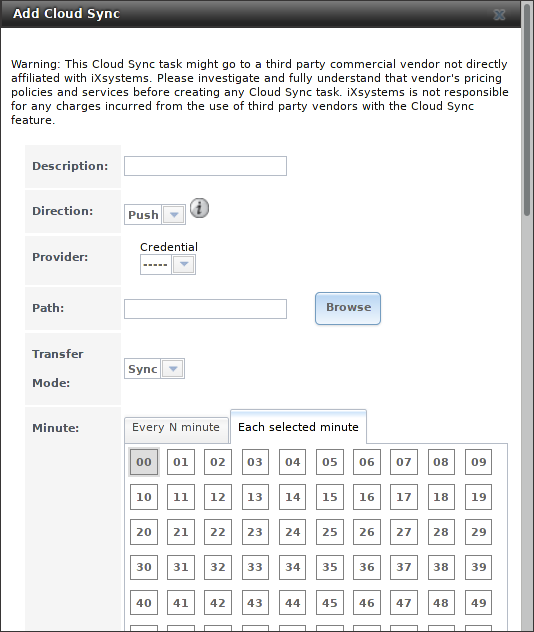 Add Cloud Sync
Warning: This Cloud Sync task might go to a third party commercial vendor not directly
affiliated with iXsystems. Please investigate and fully understand that vendor's pricing
policies and services before creating any Cloud Sync task. iXsystems is not responsible
for any charges incurred from the use of third party vendors with the Cloud Sync
feature.
Description:
Direction: Push i
Credential
Provider: -----
Path: Browse
Transfer
Mode: Sync
Minute: Every N minute Each selected minute
00 01 02 03 04 05 06 07 08 09
10 11 12 13 14 15 16 17 18 19
20 21 22 23 24 25 26 27 28 29
30 31 32 33 34 35 36 37 38 39
40 41 42 43 44 45 46 47 48 49